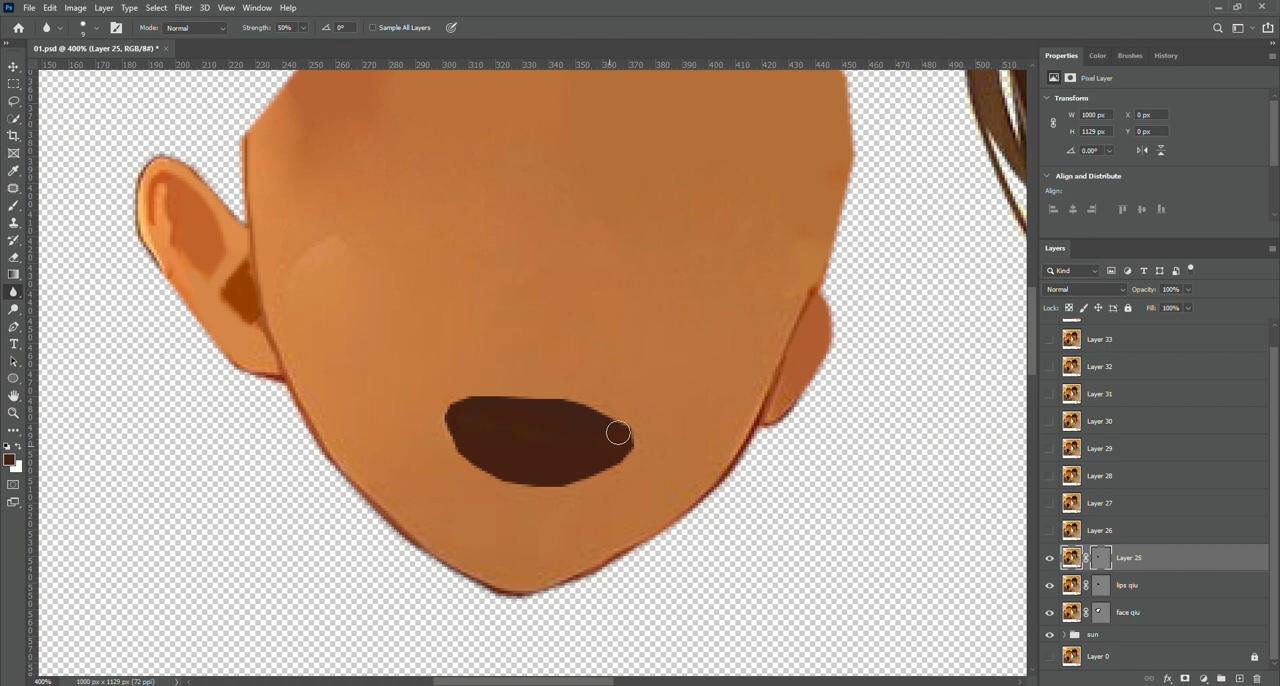 Ps File Edit Image Layer Type Select Filter 3D View Window Help
9 Mode: Normal Strength: 50% 0° Sample All Layers
01.psd @ 400% (Layer 25, RGB/8#) * ×
150 160 170 180 190 200 210 220 230 240 250 260 270 280 290 300 310 320 330 340 350 360 370 380 390 400 410 420 430 440 450 460 470 480 490 500 510
Properties Color Brushes History
Pixel Layer
Transform
W 1000 px X 0 px
H 1129 px Y 0 px
0.00°
Align and Distribute
Align:
Layers
Kind
Normal Opacity: 100%
Lock: Fill: 100%
Layer 33
Layer 32
Layer 31
Layer 30
Layer 29
Layer 28
Layer 27
Layer 26
Layer 25
lips qiu
face qiu
sun
Layer 0
400% 1000 px x 1129 px (72 ppi)